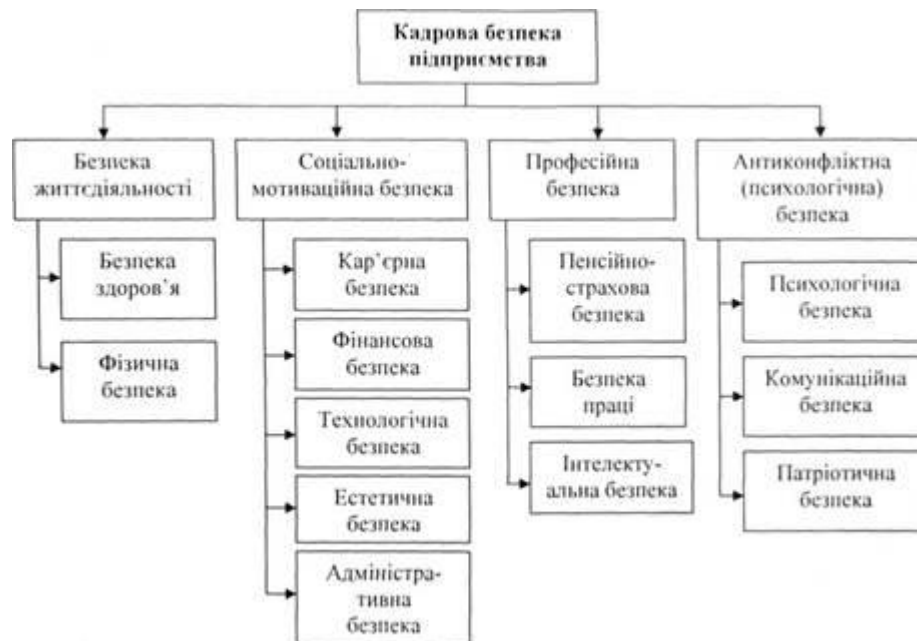 Кадрова безпека
підприємства
Безпека
життєдіяльності
Соціально-
мотиваційна безпека
Професійна
безпека
Антиконфліктна
(психологічна)
безпека
Безпека
здоров’я
Фізична
безпека
Кар’єрна
безпека
Фінансова
безпека
Технологічна
безпека
Естетична
безпека
Адміністра-
тивна
безпека
Пенсійно-
страхова
безпека
Безпека
праці
Інтелекту-
альна безпека
Психологічна
безпека
Комунікаційна
безпека
Патріотична
безпека